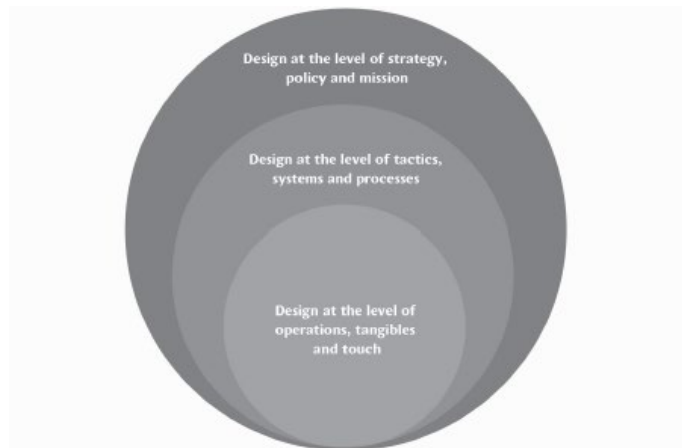 Design at the level of strategy,
policy and mission
Design at the level of tactics,
systems and processes
Design at the level of
operations, tangibles
and touch